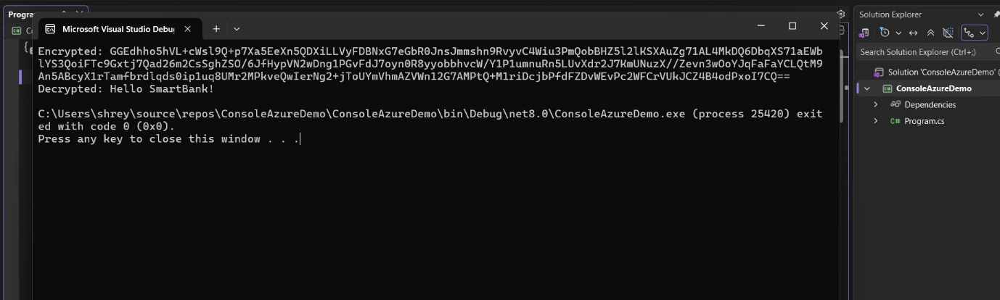 Progra
Microsoft Visual Studio Debu
Solution Explorer
Search Solution Explorer (Ctrl+;)
Encrypted: GGEdhho5hVL+cWsl9Q+p7Xa5EeXn5QDXiLLVyFDBNxG7eGbR0JnsJmmshn9RvyvC4Wiu3PmQobBHZ5l2lKSXAuZg71AL4MkDQ6DbqXS71aEWb
lYS3QoiFTc9Gxtj7Qad26m2CsSghZSO/6JfHypVN2wDng1PGvFdJ7oyn0R8yyobbhvcW/Y1P1umnuRn5LUvXdr2J7KmUNuzX//Zevn3wOoYJqFaFaYCLQtM9
An5ABcyX1rTamfbrdlqds0ip1uq8UMr2MPkveQwIerNg2+jToUYmVhmAZVWn12G7AMPtQ+M1riDcjbPfdFZDvWEvPc2WFCrVUkJCZ4B4odPxoI7CQ==
Decrypted: Hello SmartBank!
C:\Users\shrey\source\repos\ConsoleAzureDemo\ConsoleAzureDemo\bin\Debug\net8.0\ConsoleAzureDemo.exe (process 25420) exit
ed with code 0 (0x0).
Press any key to close this window . . .
Solution 'ConsoleAzureDemo' (
ConsoleAzureDemo
Dependencies
C# Program.cs